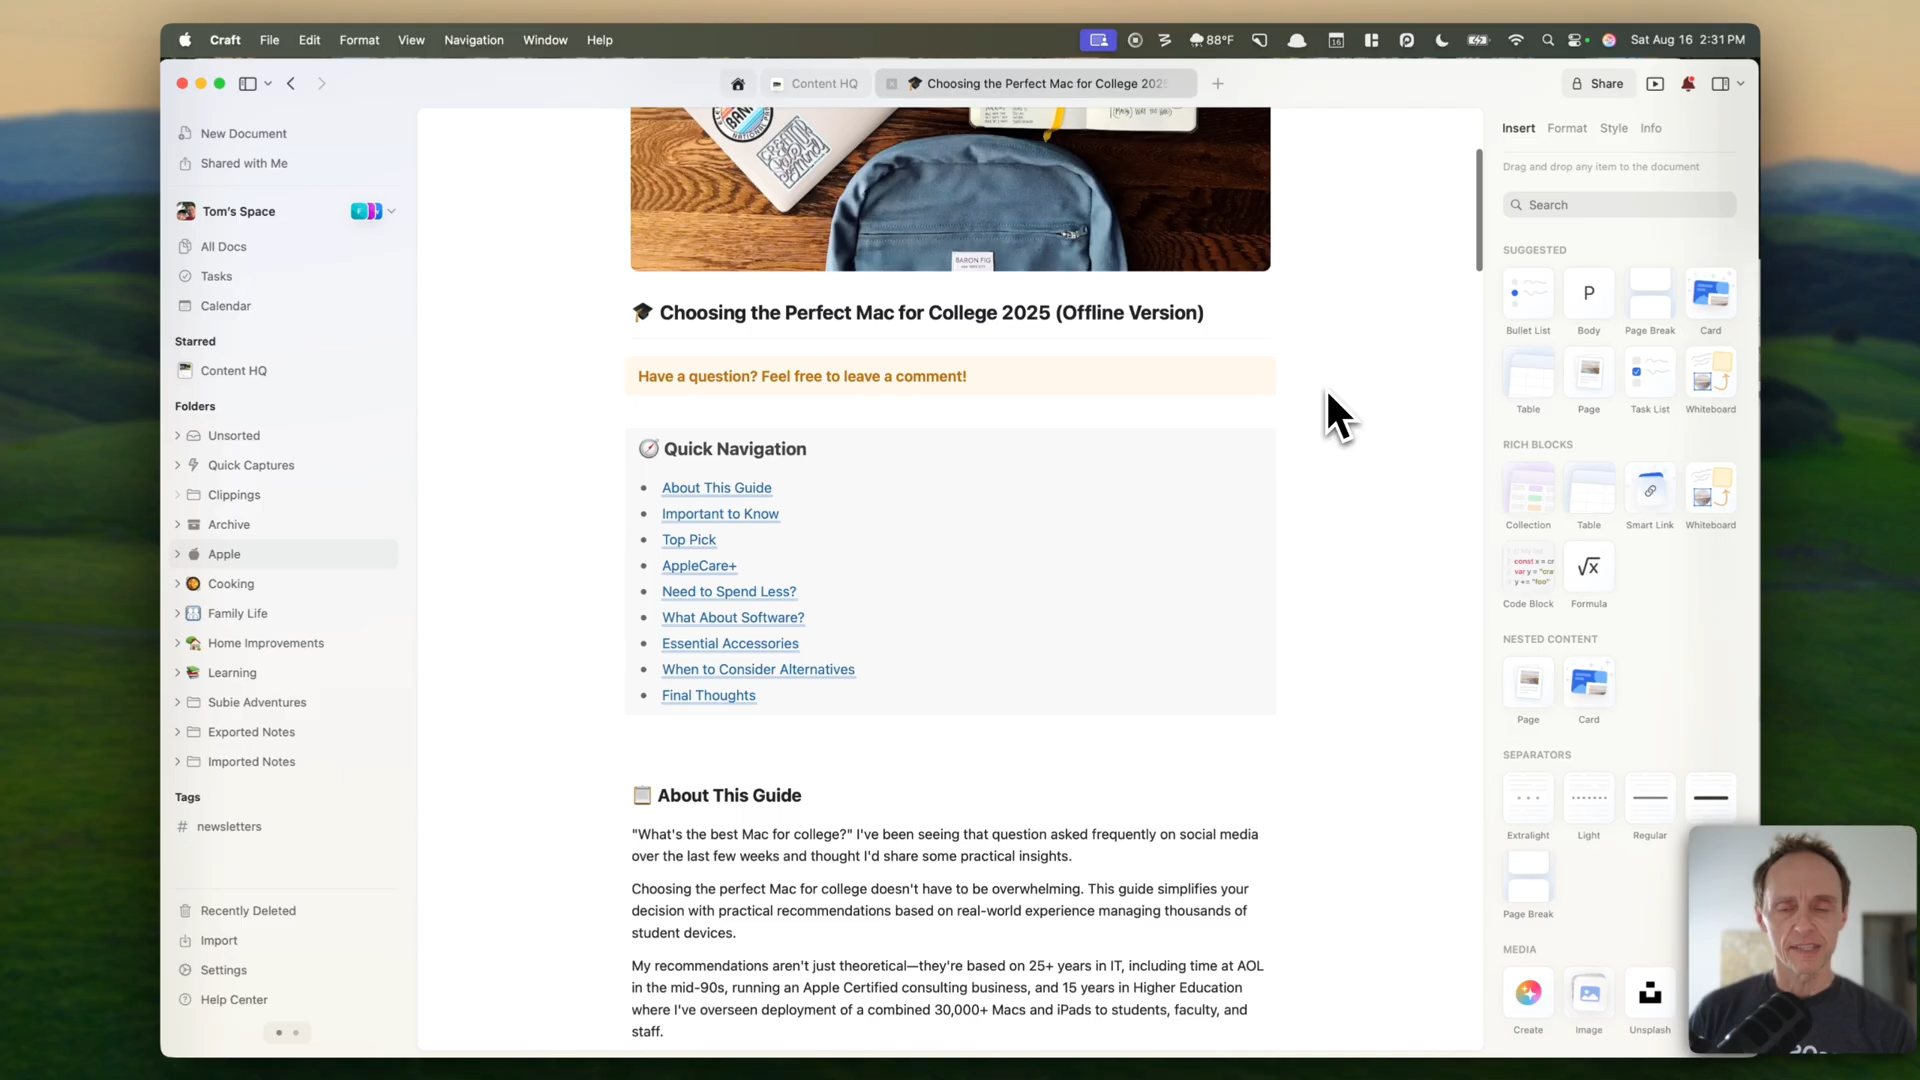 Craft File Edit Format View Navigation Window Help
88°F 16 Sat Aug 16 2:31 PM
Content HQ
Choosing the Perfect Mac for College 202
Share
New Document
Shared with Me
Tom's Space
All Docs
Tasks
Calendar
Starred
Content HQ
Folders
Unsorted
Quick Captures
Clippings
Archive
Apple
Cooking
Family Life
Home Improvements
Learning
Subie Adventures
Exported Notes
Imported Notes
Tags
# newsletters
Recently Deleted
Import
Settings
Help Center
NATIONAL PA
BARON FIG
🎓 Choosing the Perfect Mac for College 2025 (Offline Version)
Have a question? Feel free to leave a comment!
Quick Navigation
• About This Guide
• Important to Know
• Top Pick
• AppleCare+
• Need to Spend Less?
• What About Software?
• Essential Accessories
• When to Consider Alternatives
• Final Thoughts
About This Guide
"What's the best Mac for college?" I've been seeing that question asked frequently on social media
over the last few weeks and thought I'd share some practical insights.
Choosing the perfect Mac for college doesn't have to be overwhelming. This guide simplifies your
decision with practical recommendations based on real-world experience managing thousands of
student devices.
My recommendations aren't just theoretical—they're based on 25+ years in IT, including time at AOL
in the mid-90s, running an Apple Certified consulting business, and 15 years in Higher Education
where I've overseen deployment of a combined 30,000+ Macs and iPads to students, faculty, and
staff.
Insert Format Style Info
Drag and drop any item to the document
Search
SUGGESTED
P
Bullet List Body Page Break Card
Table Page Task List Whiteboard
RICH BLOCKS
Collection Table Smart Link Whiteboard
const x = cr
var y = "cra
y += "foo"
√x
Code Block Formula
NESTED CONTENT
Page Card
SEPARATORS
Extralight Light Regular
Page Break
MEDIA
Create Image Unsplash